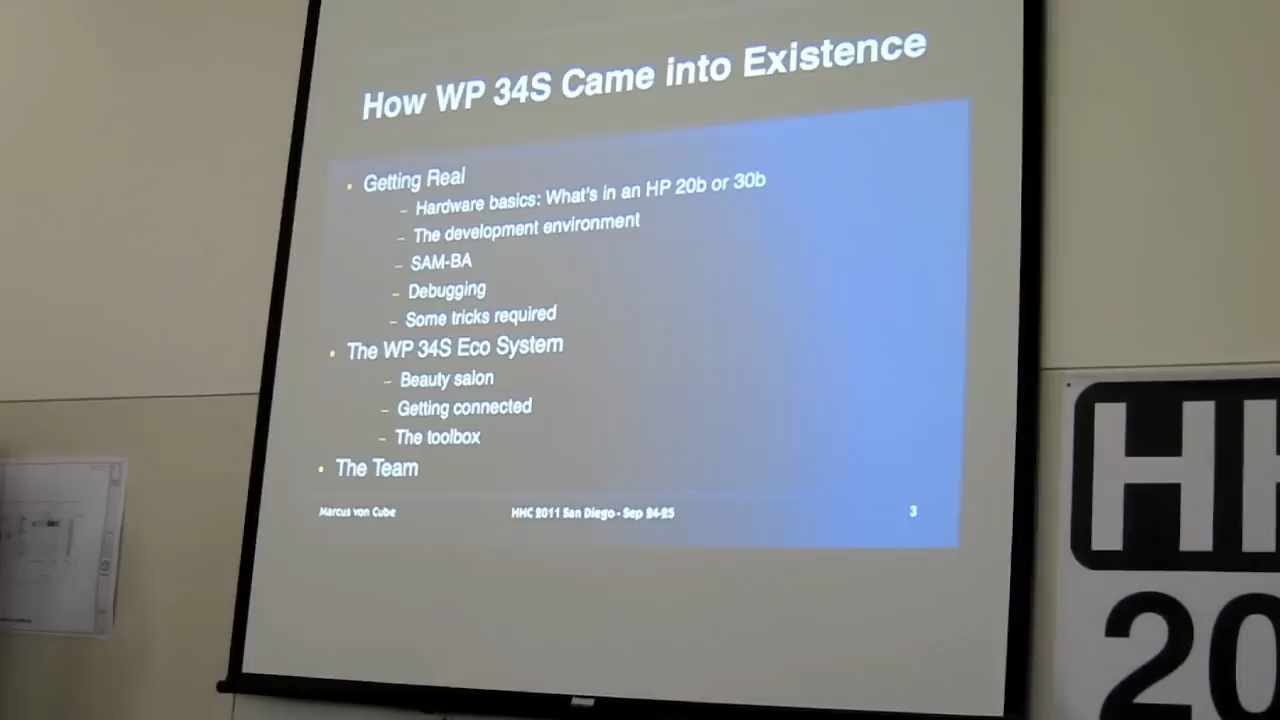 How WP 34S Came into Existence
• Getting Real
– Hardware basics: What's in an HP 20b or 30b
– The development environment
– SAM-BA
– Debugging
– Some tricks required
• The WP 34S Eco System
– Beauty salon
– Getting connected
– The toolbox
• The Team
Marcus von Cube HHC 2011 San Diego - Sep 24-25 3
HH
20